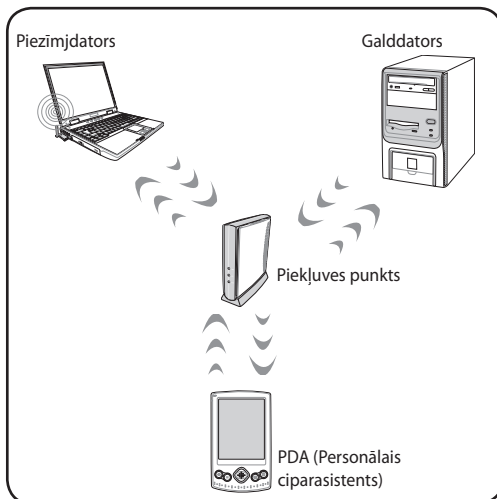 Piezīmjdators
Galddators
Piekļuves punkts
PDA (Personālais
ciparasistents)